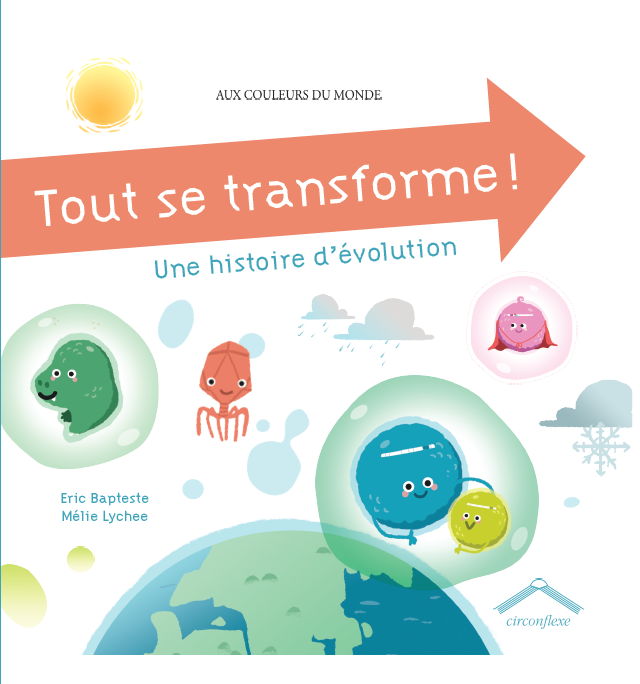 AUX COULEURS DU MONDE
Tout se transforme !
Une histoire d'évolution
Eric Bapteste
Mélie Lychee
circonflexe